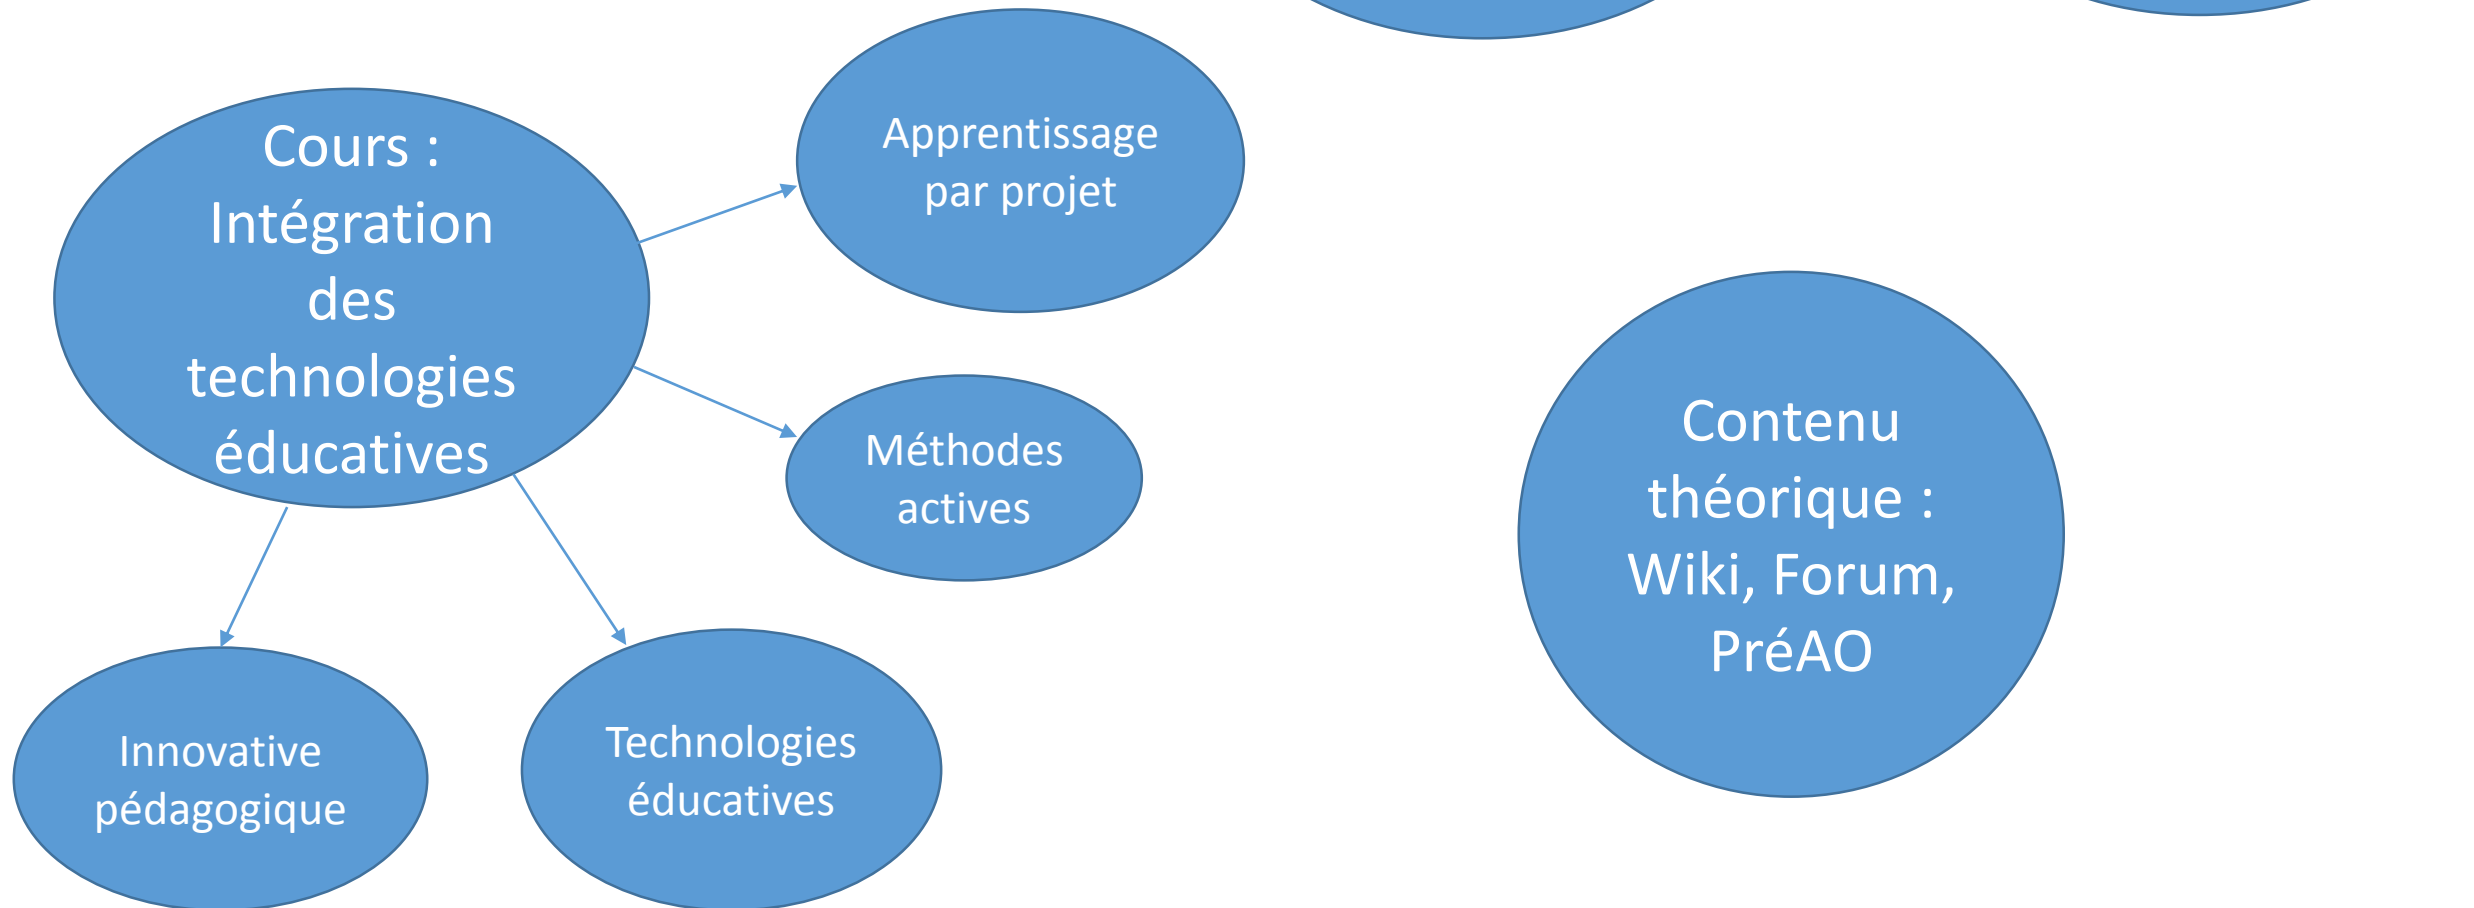 Cours :
Intégration
des
technologies
éducatives
Apprentissage
par projet
Méthodes
actives
Innovative
pédagogique
Technologies
éducatives
Contenu
théorique :
Wiki, Forum,
PréAO